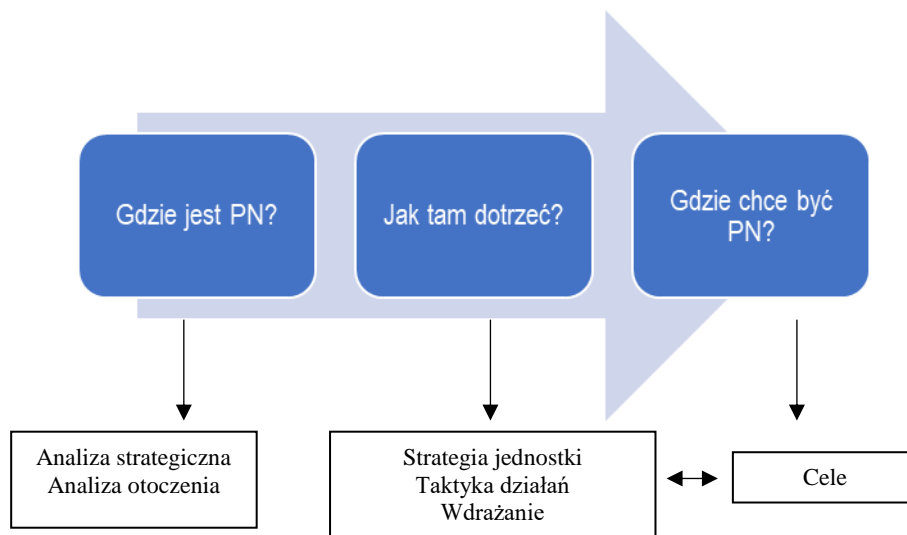 Gdzie jest PN?
Jak tam dotrzeć?
Gdzie chce być
PN?
Analiza strategiczna
Analiza otoczenia
Strategia jednostki
Taktyka działań
Wdrażanie
Cele